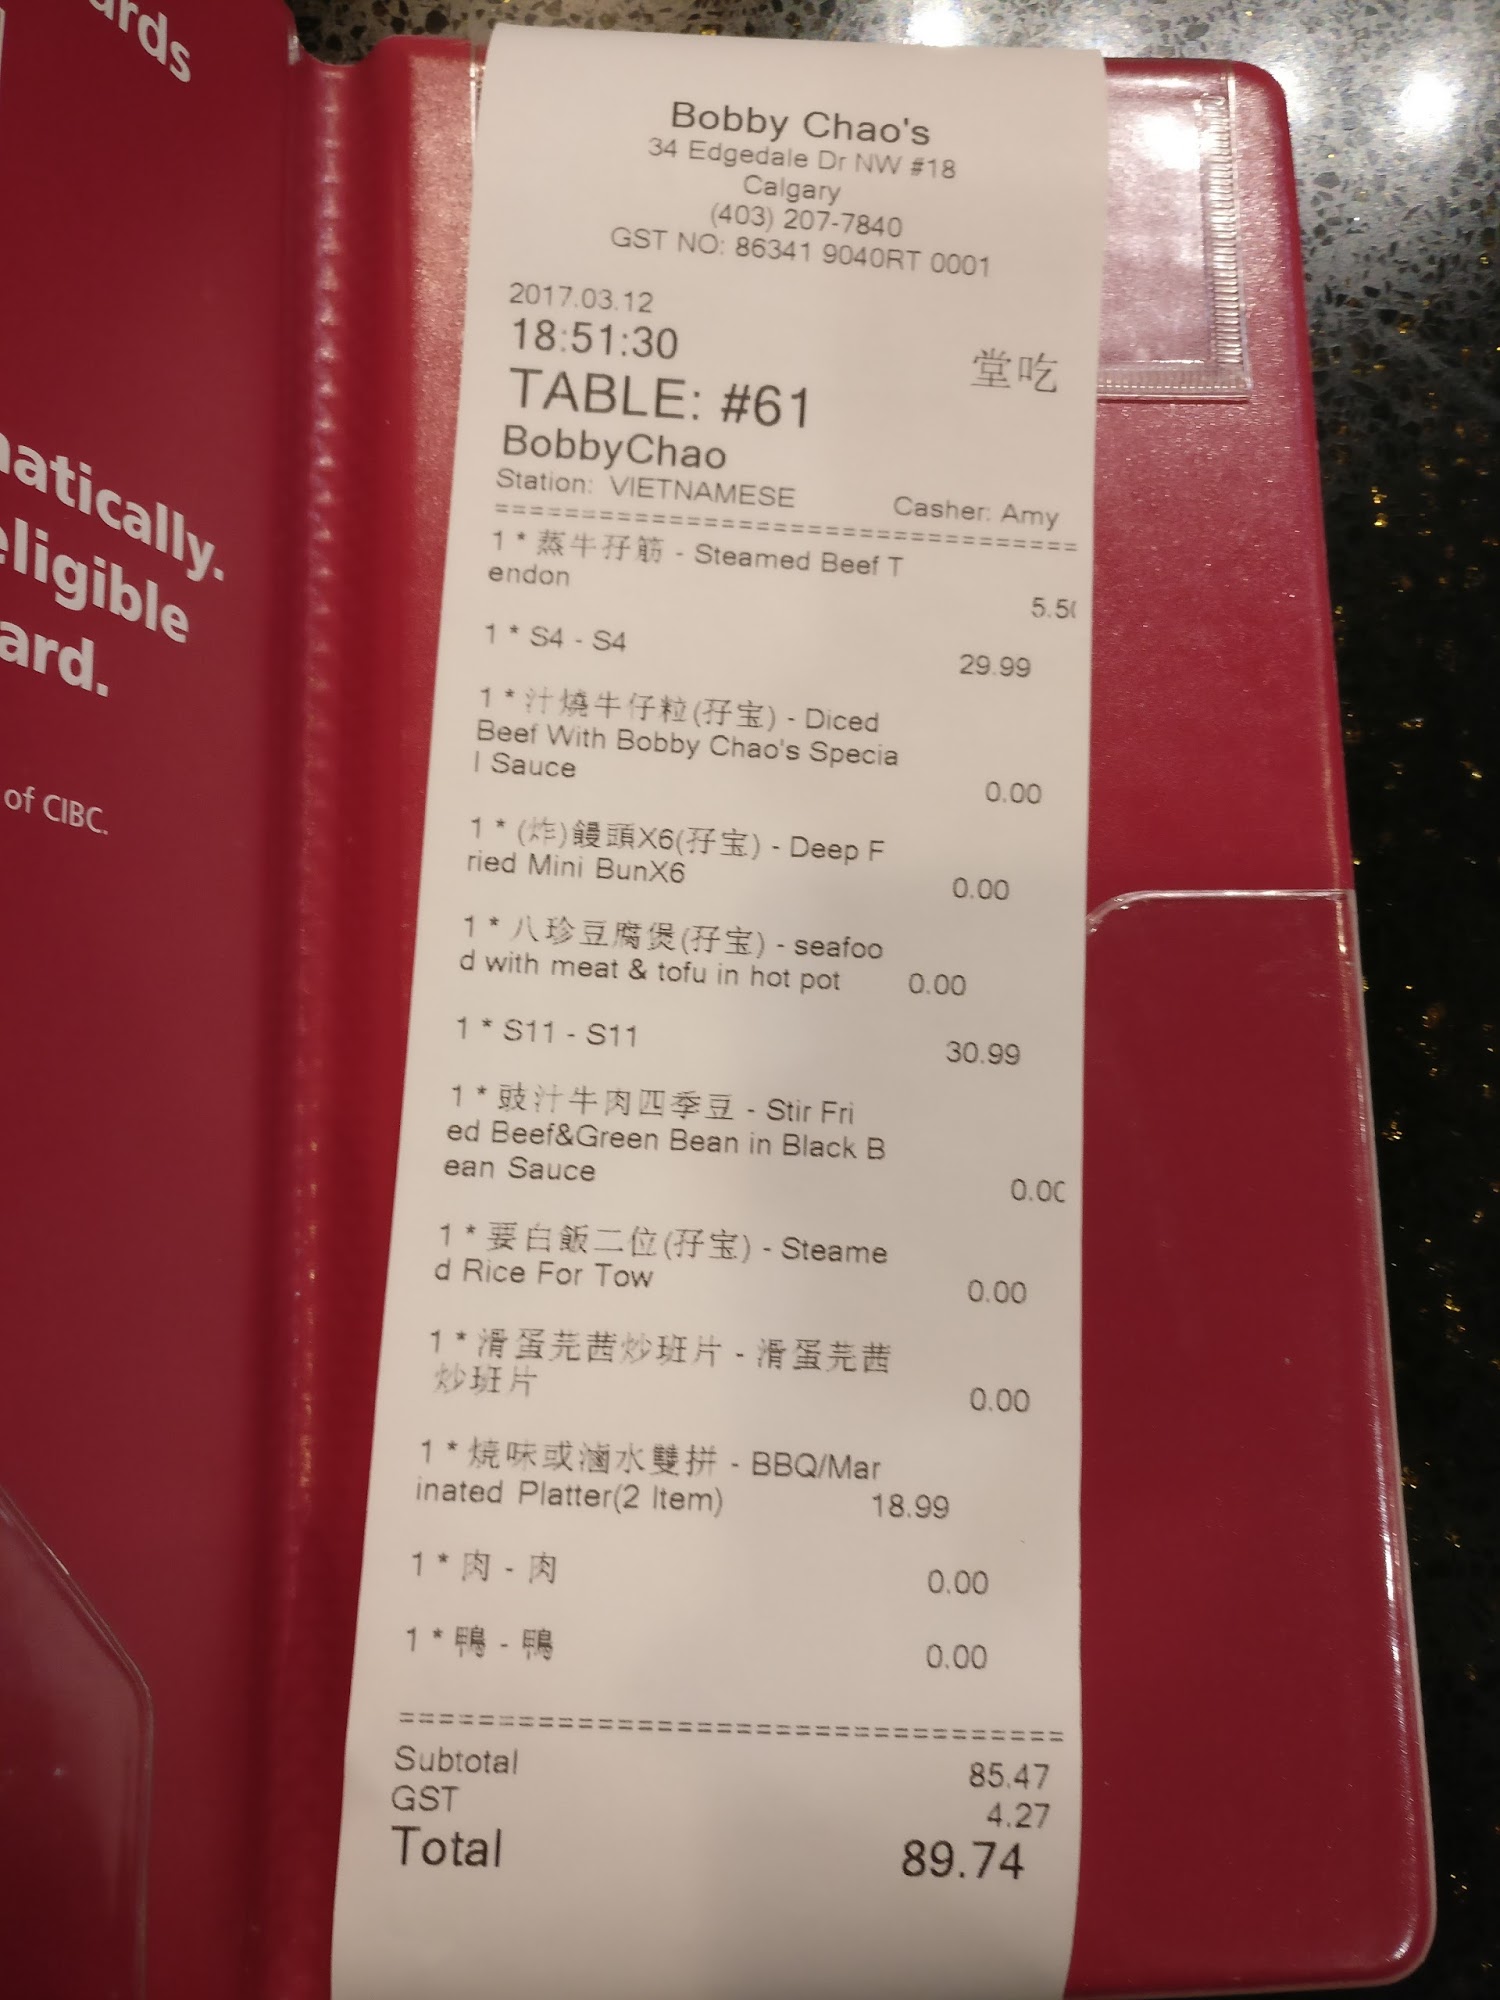 ards
matically.
eligible
ard.
of CIBC.
Bobby Chao's
34 Edgedale Dr NW #18
Calgary
(403) 207-7840
GST NO: 86341 9040RT 0001
2017.03.12
18:51:30
堂吃
TABLE: #61
BobbyChao
Station: VIETNAMESE Casher: Amy
==================================
1 * 蒸牛孖筋 - Steamed Beef T
endon
5.50
1 * S4 - S4
29.99
1 * 汁燒牛仔粒(孖宝) - Diced
Beef With Bobby Chao's Specia
l Sauce
0.00
1 * (炸)饅頭X6(孖宝) - Deep F
ried Mini BunX6
0.00
1 * 八珍豆腐煲(孖宝) - seafoo
d with meat & tofu in hot pot 0.00
1 * S11 - S11
30.99
1 * 豉汁牛肉四季豆 - Stir Fri
ed Beef&Green Bean in Black B
ean Sauce
0.00
1 * 要白飯二位(孖宝) - Steame
d Rice For Tow
0.00
1 * 滑蛋芫茜炒班片 - 滑蛋芫茜
炒班片
0.00
1 * 燒味或滷水雙拼 - BBQ/Mar
inated Platter(2 Item) 18.99
1 * 肉 - 肉
0.00
1 * 鴨 - 鴨
0.00
==================================
Subtotal 85.47
GST 4.27
Total 89.74